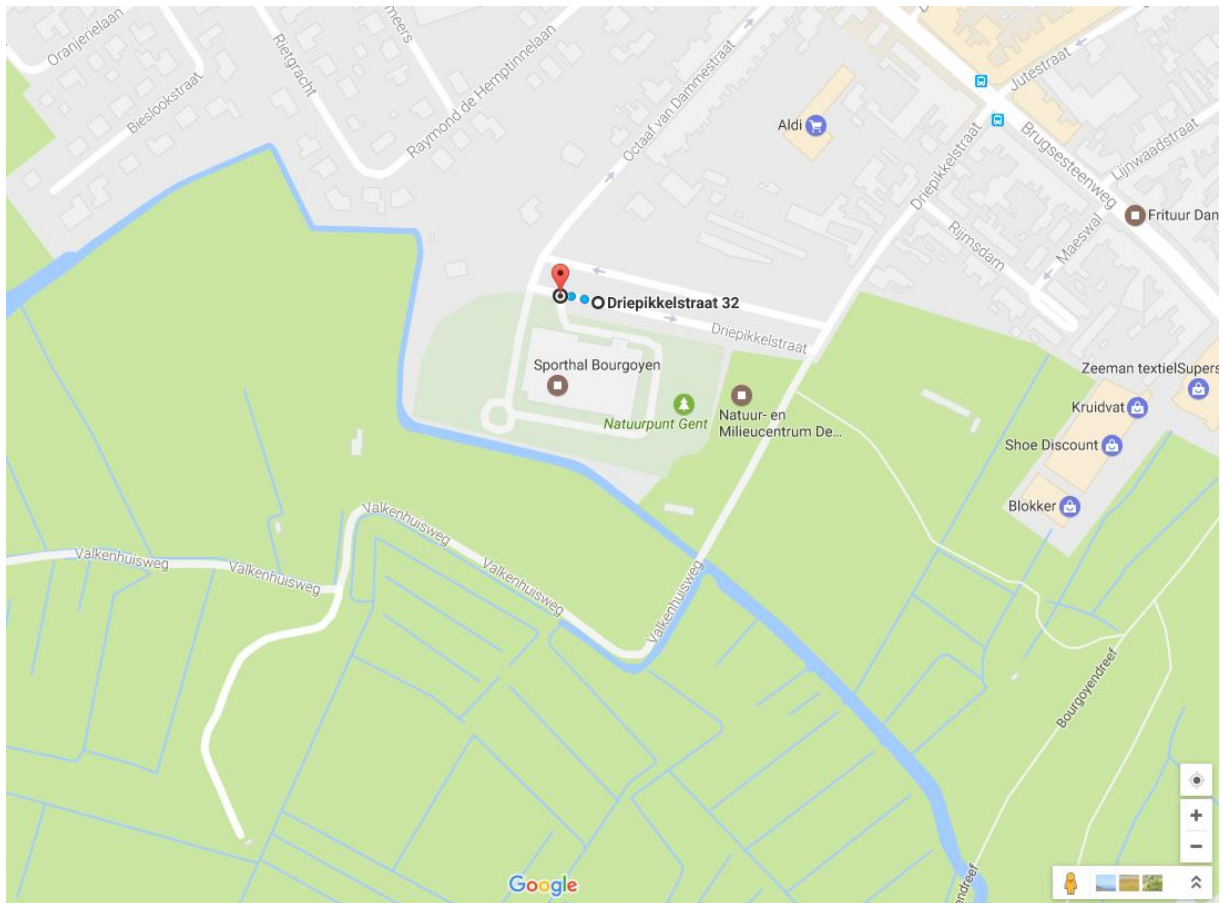 Oranjerielaan
Rietgracht
meers
Bieslookstraat
Raymond de Hemptinnelaan
Octaaf van Dammestraat
Aldi
Jutestraat
Brugsesteenweg
Lijnwaadstraat
Driepikkelstraat
Frituur Dan
Maeswal
Rijmsdam
Driepikkelstraat 32
Driepikkelstraat
Sporthal Bourgoyen
Natuurpunt Gent
Natuur- en
Milieucentrum De...
Zeeman textielSupers
Kruidvat
Shoe Discount
Blokker
Valkenhuisweg
Valkenhuisweg
Valkenhuisweg
Valkenhuisweg
Valkenhuisweg
Bourgoyendreef
endreef
Google